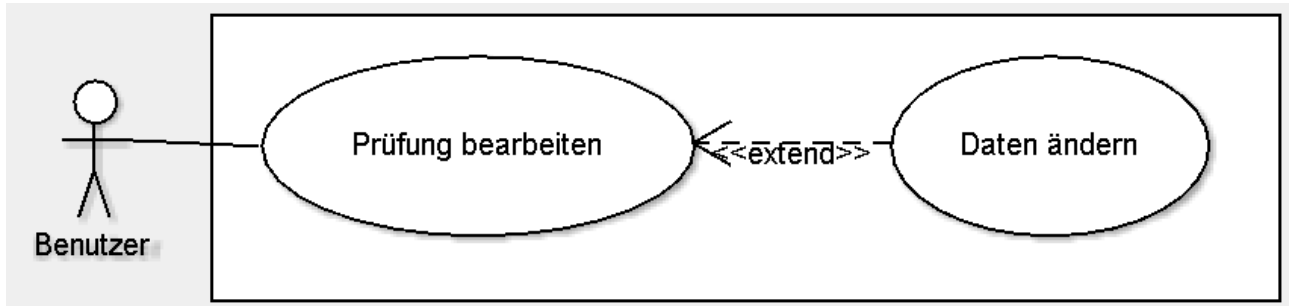 Prüfung bearbeiten
<<extend>>
Daten ändern
Benutzer